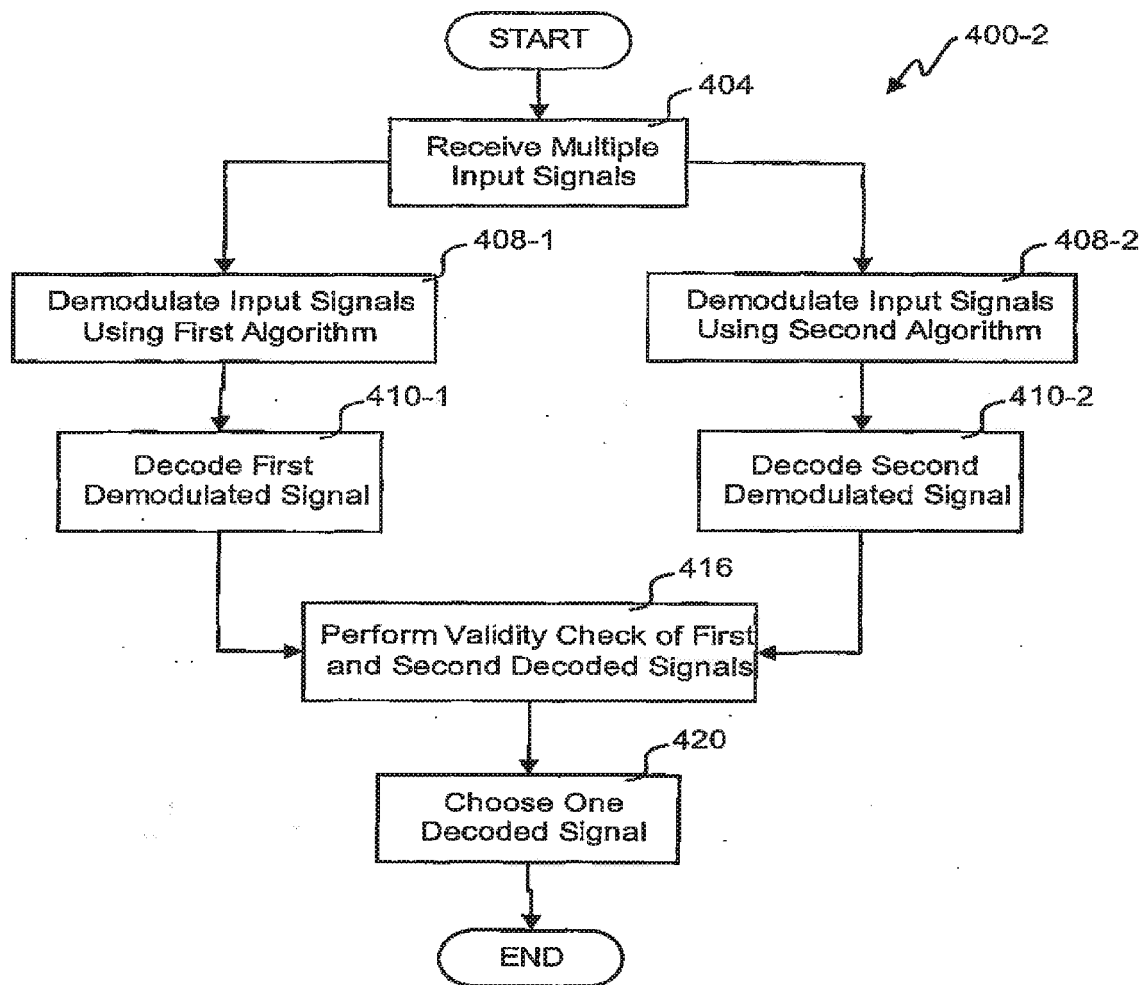 START
400-2
404
Receive Multiple
Input Signals
408-1
408-2
Demodulate Input Signals
Using First Algorithm
Demodulate Input Signals
Using Second Algorithm
410-1
410-2
Decode First
Demodulated Signal
Decode Second
Demodulated Signal
416
Perform Validity Check of First
and Second Decoded Signals
420
Choose One
Decoded Signal
END